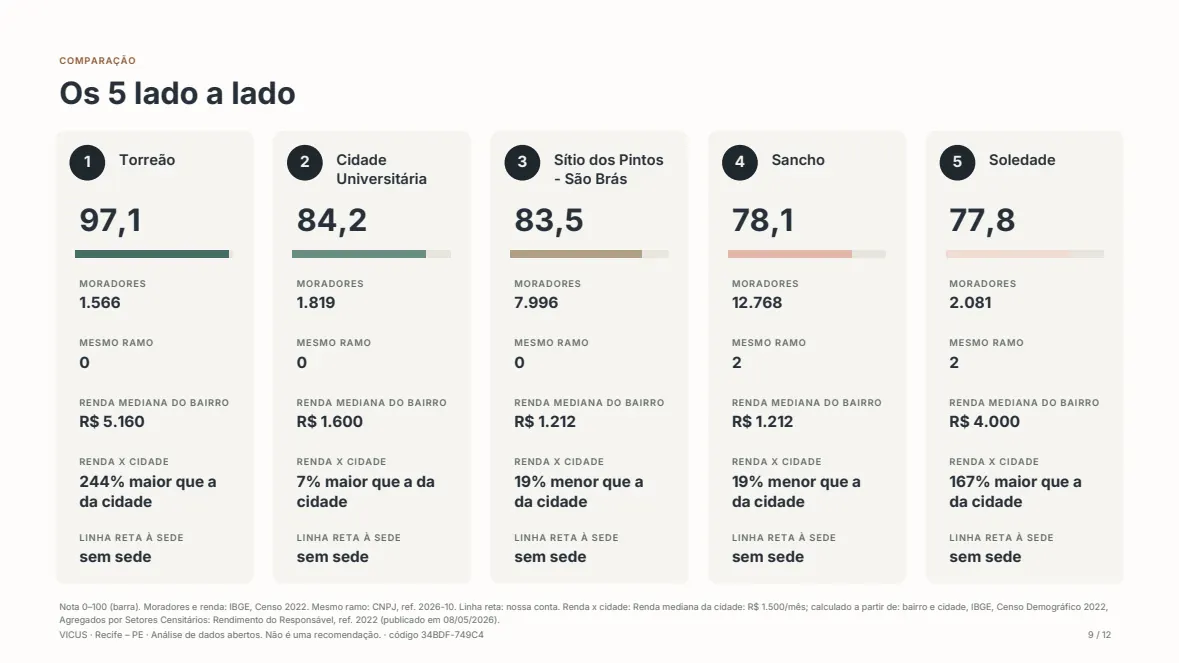 COMPARAÇÃO
Os 5 lado a lado
1 Torreão
97,1
MORADORES
1.566
MESMO RAMO
0
RENDA MEDIANA DO BAIRRO
R$ 5.160
RENDA X CIDADE
244% maior que a
da cidade
LINHA RETA À SEDE
sem sede
2 Cidade
Universitária
84,2
MORADORES
1.819
MESMO RAMO
0
RENDA MEDIANA DO BAIRRO
R$ 1.600
RENDA X CIDADE
7% maior que a da
cidade
LINHA RETA À SEDE
sem sede
3 Sítio dos Pintos
- São Brás
83,5
MORADORES
7.996
MESMO RAMO
0
RENDA MEDIANA DO BAIRRO
R$ 1.212
RENDA X CIDADE
19% menor que a
da cidade
LINHA RETA À SEDE
sem sede
4 Sancho
78,1
MORADORES
12.768
MESMO RAMO
2
RENDA MEDIANA DO BAIRRO
R$ 1.212
RENDA X CIDADE
19% menor que a
da cidade
LINHA RETA À SEDE
sem sede
5 Soledade
77,8
MORADORES
2.081
MESMO RAMO
2
RENDA MEDIANA DO BAIRRO
R$ 4.000
RENDA X CIDADE
167% maior que a
da cidade
LINHA RETA À SEDE
sem sede
Nota 0–100 (barra). Moradores e renda: IBGE, Censo 2022. Mesmo ramo: CNPJ, ref. 2026-10. Linha reta: nossa conta. Renda x cidade: Renda mediana da cidade: R$ 1.500/mês; calculado a partir de: bairro e cidade, IBGE, Censo Demográfico 2022,
Agregados por Setores Censitários: Rendimento do Responsável, ref. 2022 (publicado em 08/05/2026).
VICUS · Recife – PE · Análise de dados abertos. Não é uma recomendação. · código 34BDF-749C4
9 / 12